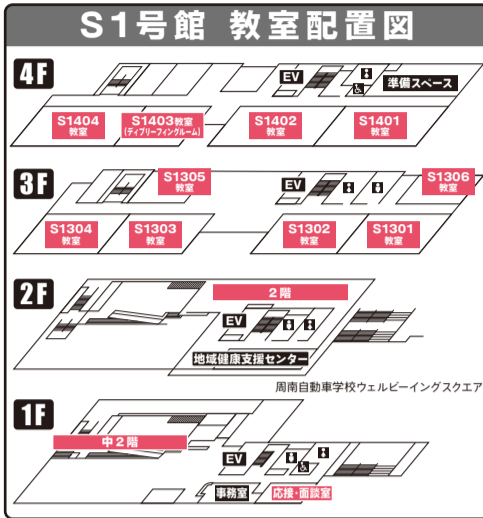 S1号館 教室配置図
4F
EV
準備スペース
S1404
教室
S1403教室
(ディブリーフィングルーム)
S1402
教室
S1401
教室
3F
S1305
教室
EV
S1306
教室
S1304
教室
S1303
教室
S1302
教室
S1301
教室
2F
2階
EV
地域健康支援センター
周南自動車学校ウェルビーイングスクエア
1F
中2階
EV
事務室
応接・面談室